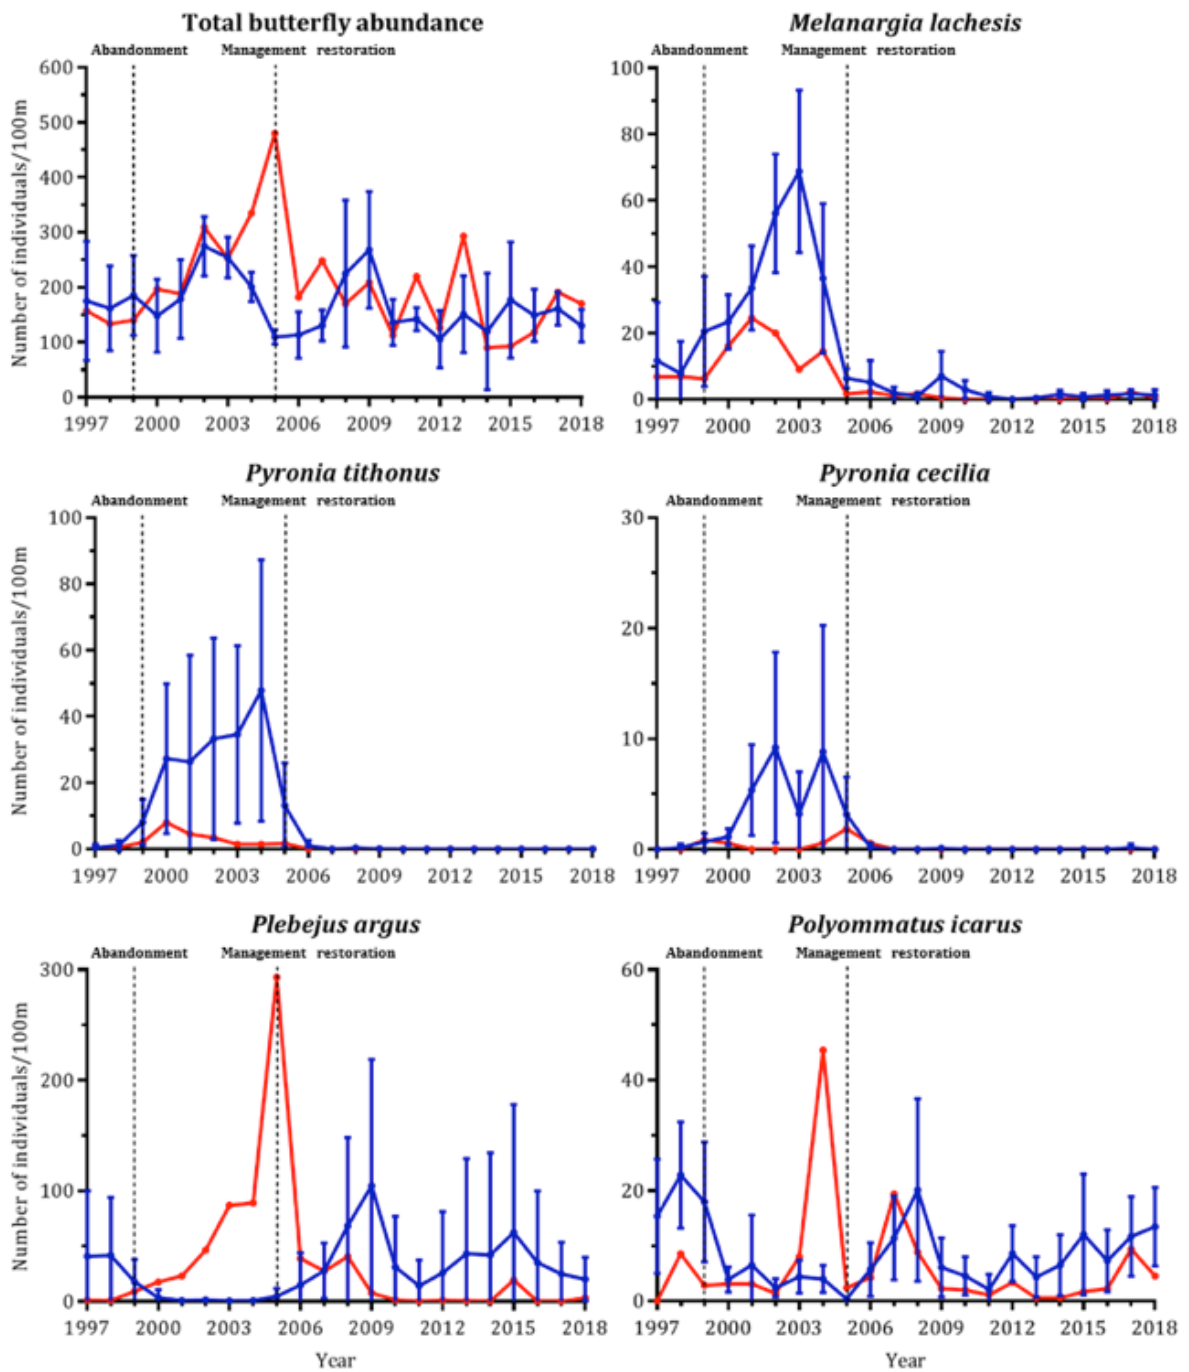 Total butterfly abundance
Abandonment Management restoration
600
500
400
300
200
100
0
Number of individuals/100m
1997 2000 2003 2006 2009 2012 2015 2018
Melanargia lachesis
Abandonment Management restoration
100
80
60
40
20
0
1997 2000 2003 2006 2009 2012 2015 2018
Pyronia tithonus
Abandonment Management restoration
100
80
60
40
20
0
Number of individuals/100m
1997 2000 2003 2006 2009 2012 2015 2018
Pyronia cecilia
Abandonment Management restoration
30
20
10
0
1997 2000 2003 2006 2009 2012 2015 2018
Plebejus argus
Abandonment Management restoration
300
200
100
0
Number of individuals/100m
1997 2000 2003 2006 2009 2012 2015 2018
Year
Polyommatus icarus
Abandonment Management restoration
60
40
20
0
1997 2000 2003 2006 2009 2012 2015 2018
Year